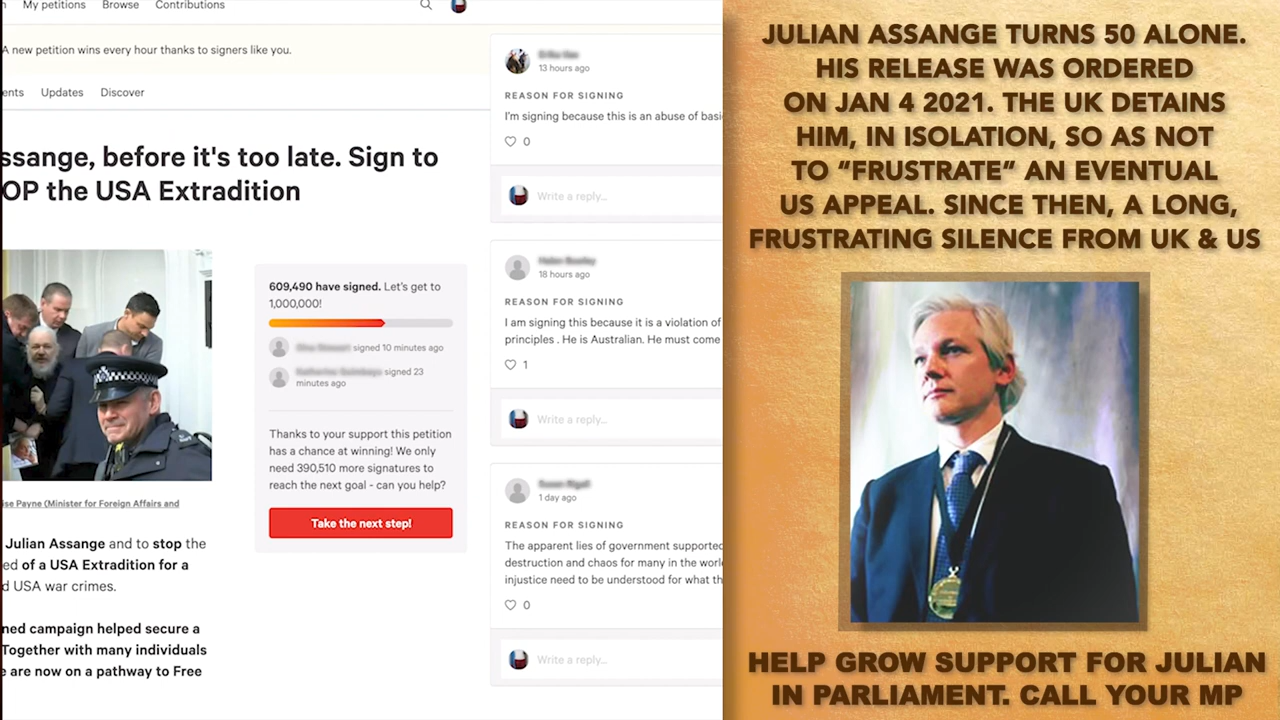 My petitions Browse Contributions
A new petition wins every hour thanks to signers like you.
ents Updates Discover
ssange, before it's too late. Sign to
OP the USA Extradition
609,490 have signed. Let's get to
1,000,000!
signed 10 minutes ago
signed 23
minutes ago
Thanks to your support this petition
has a chance at winning! We only
need 390,510 more signatures to
reach the next goal - can you help?
Take the next step!
ise Payne (Minister for Foreign Affairs and
Julian Assange and to stop the
ed of a USA Extradition for a
d USA war crimes.
ned campaign helped secure a
Together with many individuals
e are now on a pathway to Free
13 hours ago
REASON FOR SIGNING
I'm signing because this is an abuse of basi
0
Write a reply...
18 hours ago
REASON FOR SIGNING
I am signing this because it is a violation of
principles . He is Australian. He must come
1
Write a reply...
1 day ago
REASON FOR SIGNING
The apparent lies of government supported
destruction and chaos for many in the worl
injustice need to be understood for what th
0
Write a reply...
JULIAN ASSANGE TURNS 50 ALONE.
HIS RELEASE WAS ORDERED
ON JAN 4 2021. THE UK DETAINS
HIM, IN ISOLATION, SO AS NOT
TO “FRUSTRATE” AN EVENTUAL
US APPEAL. SINCE THEN, A LONG,
FRUSTRATING SILENCE FROM UK & US
HELP GROW SUPPORT FOR JULIAN
IN PARLIAMENT. CALL YOUR MP